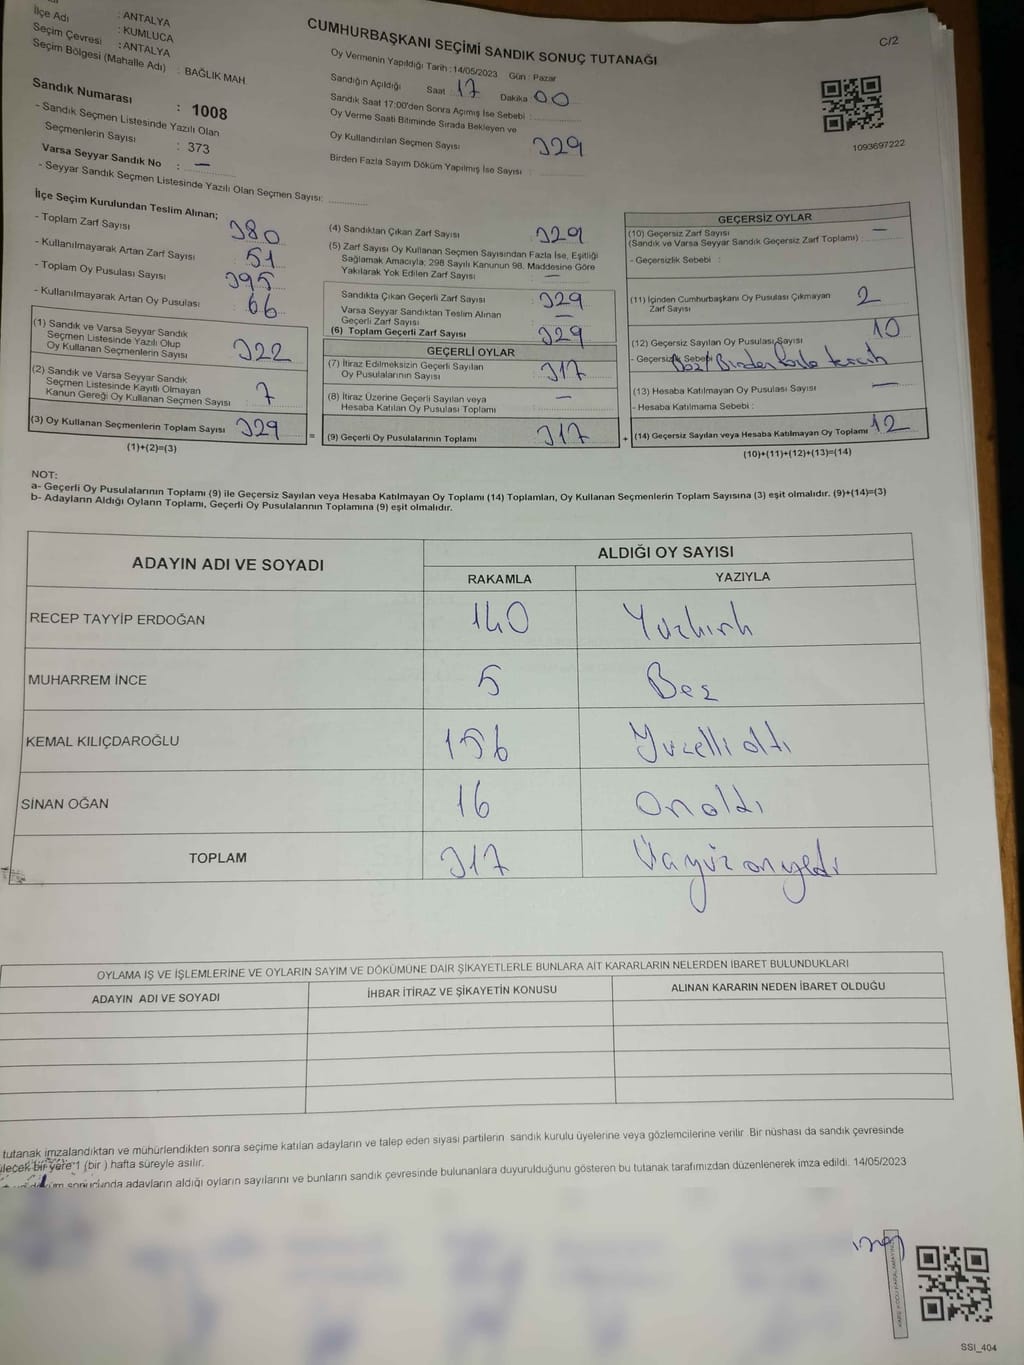 İlçe Adı : ANTALYA
Seçim Çevresi : KUMLUCA
Seçim Bölgesi (Mahalle Adı) : ANTALYA
: BAĞLIK MAH.
Sandık Numarası : 1008
- Sandık Seçmen Listesinde Yazılı Olan
Seçmenlerin Sayısı : 373
Varsa Seyyar Sandık No : —
- Seyyar Sandık Seçmen Listesinde Yazılı Olan Seçmen Sayısı:
CUMHURBAŞKANI SEÇİMİ SANDIK SONUÇ TUTANAĞI
C/2
Oy Vermenin Yapıldığı Tarih : 14/05/2023 Gün : Pazar
Sandığın Açıldığı Saat : 17 Dakika : 00
Sandık Saat 17:00'den Sonra Açımış İse Sebebi :
Oy Verme Saati Bitiminde Sırada Bekleyen ve
Oy Kullandırılan Seçmen Sayısı : 329
Birden Fazla Sayım Döküm Yapılmış İse Sayısı :
1093697222
İlçe Seçim Kurulundan Teslim Alınan;
- Toplam Zarf Sayısı 380
- Kullanılmayarak Artan Zarf Sayısı 51
- Toplam Oy Pusulası Sayısı 395
- Kullanılmayarak Artan Oy Pusulası 66
(1) Sandık ve Varsa Seyyar Sandık
Seçmen Listesinde Yazılı Olup
Oy Kullanan Seçmenlerin Sayısı 322
(2) Sandık ve Varsa Seyyar Sandık
Seçmen Listesinde Kayıtlı Olmayan
Kanun Gereği Oy Kullanan Seçmen Sayısı 7
(3) Oy Kullanan Seçmenlerin Toplam Sayısı 329
(1)+(2)=(3)
(4) Sandıktan Çıkan Zarf Sayısı 329
(5) Zarf Sayısı Oy Kullanan Seçmen Sayısından Fazla İse, Eşitliği
Sağlamak Amacıyla; 298 Sayılı Kanunun 98. Maddesine Göre
Yakılarak Yok Edilen Zarf Sayısı —
Sandıkta Çıkan Geçerli Zarf Sayısı 329
Varsa Seyyar Sandıktan Teslim Alınan
Geçerli Zarf Sayısı —
(6) Toplam Geçerli Zarf Sayısı 329
GEÇERLİ OYLAR
(7) İtiraz Edilmeksizin Geçerli Sayılan
Oy Pusulalarının Sayısı 317
(8) İtiraz Üzerine Geçerli Sayılan veya
Hesaba Katılan Oy Pusulası Toplamı —
= (9) Geçerli Oy Pusulalarının Toplamı 317 +
GEÇERSİZ OYLAR
(10) Geçersiz Zarf Sayısı —
(Sandık ve Varsa Seyyar Sandık Geçersiz Zarf Toplamı) :
- Geçersizlik Sebebi :
(11) İçinden Cumhurbaşkanı Oy Pusulası Çıkmayan
Zarf Sayısı 2
(12) Geçersiz Sayılan Oy Pusulası Sayısı 10
- Geçersizlik Sebebi
(13) Hesaba Katılmayan Oy Pusulası Sayısı —
- Hesaba Katılmama Sebebi :
(14) Geçersiz Sayılan veya Hesaba Katılmayan Oy Toplamı 12
(10)+(11)+(12)+(13)=(14)
NOT:
a- Geçerli Oy Pusulalarının Toplamı (9) ile Geçersiz Sayılan veya Hesaba Katılmayan Oy Toplamı (14) Toplamları, Oy Kullanan Seçmenlerin Toplam Sayısına (3) eşit olmalıdır. (9)+(14)=(3)
b- Adayların Aldığı Oyların Toplamı, Geçerli Oy Pusulalarının Toplamına (9) eşit olmalıdır.
ADAYIN ADI VE SOYADI ALDIĞI OY SAYISI
RAKAMLA YAZIYLA
RECEP TAYYİP ERDOĞAN 140 Yüzkırk
MUHARREM İNCE 5 Beş
KEMAL KILIÇDAROĞLU 156 Yuzelli altı
SİNAN OĞAN 16 Onaltı
TOPLAM 317 Üçyüz onyedi
OYLAMA İŞ VE İŞLEMLERİNE VE OYLARIN SAYIM VE DÖKÜMÜNE DAİR ŞİKAYETLERLE BUNLARA AİT KARARLARIN NELERDEN İBARET BULUNDUKLARI
ADAYIN ADI VE SOYADI İHBAR İTİRAZ VE ŞİKAYETİN KONUSU ALINAN KARARIN NEDEN İBARET OLDUĞU
tutanak imzalandıktan ve mühürlendikten sonra seçime katılan adayların ve talep eden siyasi partilerin sandık kurulu üyelerine veya gözlemcilerine verilir. Bir nüshası da sandık çevresinde
ilecek bir yere 1 (bir ) hafta süreyle asılır.
sonucunda adayların aldığı oyların sayılarını ve bunların sandık çevresinde bulunanlara duyurulduğunu gösteren bu tutanak tarafımızdan düzenlenerek imza edildi. 14/05/2023
SSI_404